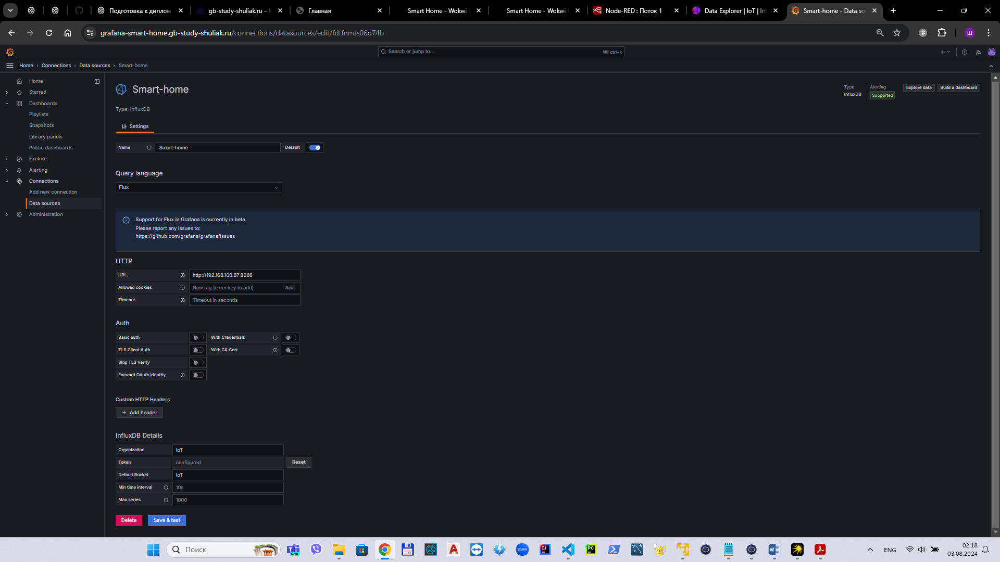 Подготовка к диплом
gb-study-shuliak.ru –
Главная
Smart Home - Wokwi
Smart Home - Wokwi
Node-RED : Поток 1
Data Explorer | IoT | In
Smart-home - Data so
grafana-smart-home.gb-study-shuliak.ru/connections/datasources/edit/fdtfnmts06o74b
Ш
Search or jump to...
ctrl+k
Home › Connections › Data sources › Smart-home
Home
Starred
Dashboards
Playlists
Snapshots
Library panels
Public dashboards
Explore
Alerting
Connections
Add new connection
Data sources
Administration
Smart-home
Type
InfluxDB
Alerting
Supported
Explore data
Build a dashboard
Type: InfluxDB
Settings
Name
Smart-home
Default
Query language
Flux
Support for Flux in Grafana is currently in beta
Please report any issues to:
https://github.com/grafana/grafana/issues
HTTP
URL
http://192.168.100.87:8086
Allowed cookies
New tag (enter key to add)
Add
Timeout
Timeout in seconds
Auth
Basic auth
With Credentials
TLS Client Auth
With CA Cert
Skip TLS Verify
Forward OAuth Identity
Custom HTTP Headers
+ Add header
InfluxDB Details
Organization
IoT
Token
configured
Reset
Default Bucket
IoT
Min time interval
10s
Max series
1000
Delete
Save & test
Поиск
NEW
zoom
IJ
PC
W
ENG
02:18
03.08.2024